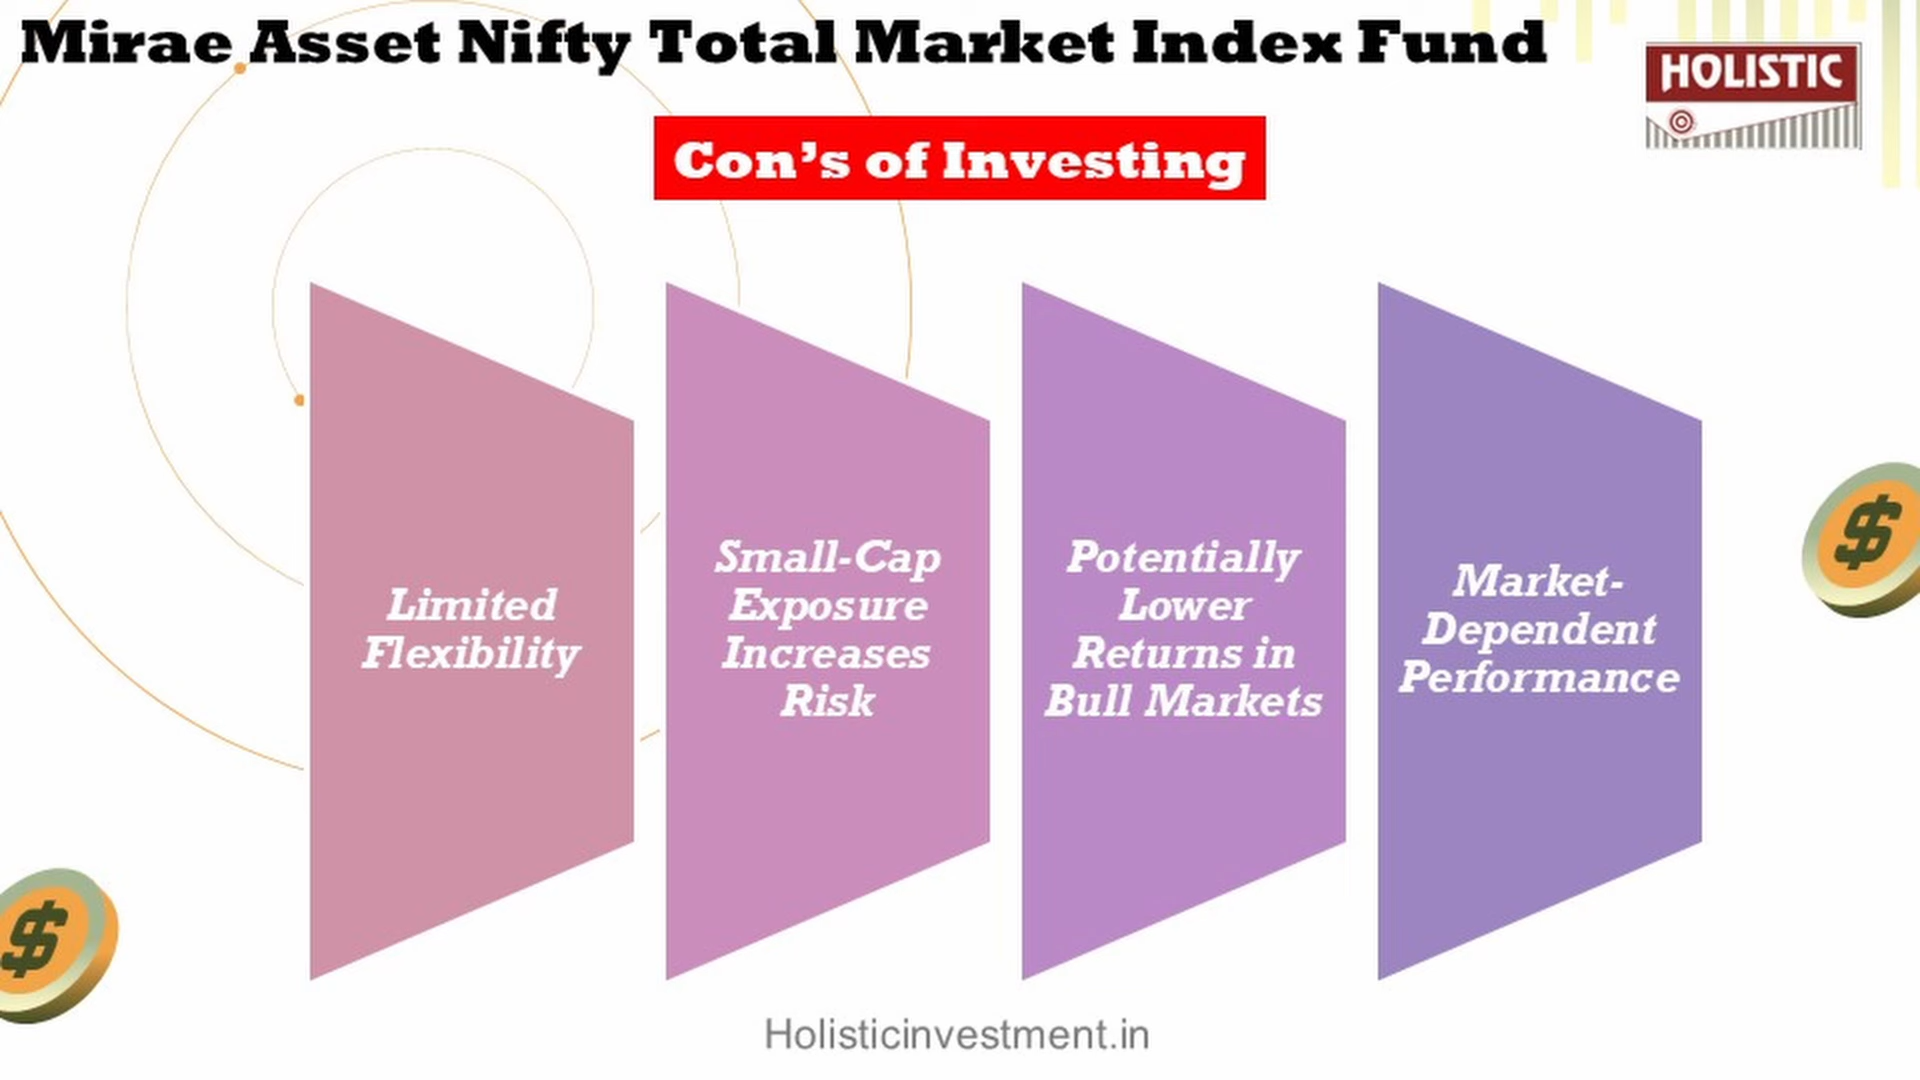 Mirae Asset Nifty Total Market Index Fund
HOLISTIC
Con’s of Investing
Limited
Flexibility
Small-Cap
Exposure
Increases
Risk
Potentially
Lower
Returns in
Bull Markets
Market-
Dependent
Performance
$
$
Holisticinvestment.in